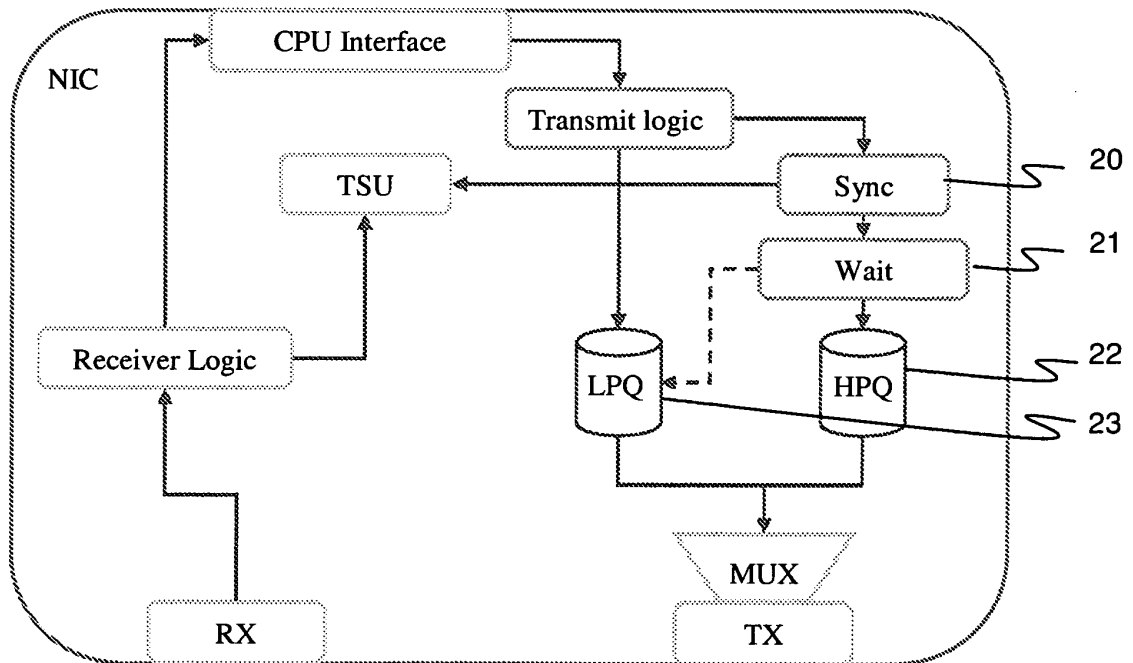 CPU Interface
NIC
Transmit logic
TSU
Sync
20
Wait
21
Receiver Logic
LPQ
HPQ
22
23
MUX
RX
TX